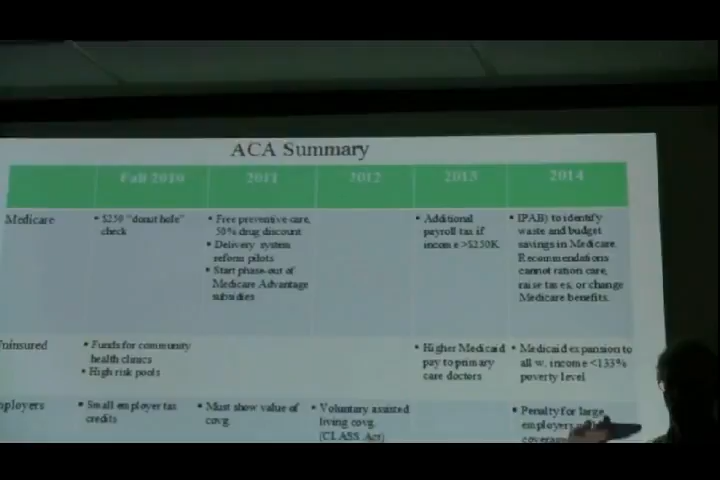 ACA Summary
Fall 2010 2011 2012 2013 2014
Medicare
• $250 "donut hole"
check
• Free preventive care,
50% drug discount
• Delivery system
reform pilots
• Start phase-out of
Medicare Advantage
subsidies
• Additional
payroll tax if
income >$250K
• IPAB) to identify
waste and budget
savings in Medicare.
Recommendations
cannot ration care,
raise taxes, or change
Medicare benefits.
ninsured
• Funds for community
health clinics
• High risk pools
• Higher Medicaid
pay to primary
care doctors
• Medicaid expansion to
all w. income <133%
poverty level
ployers
• Small employer tax
credits
• Must show value of
covg.
• Voluntary assisted
living covg.
(CLASS Act)
• Penalty for large
employers